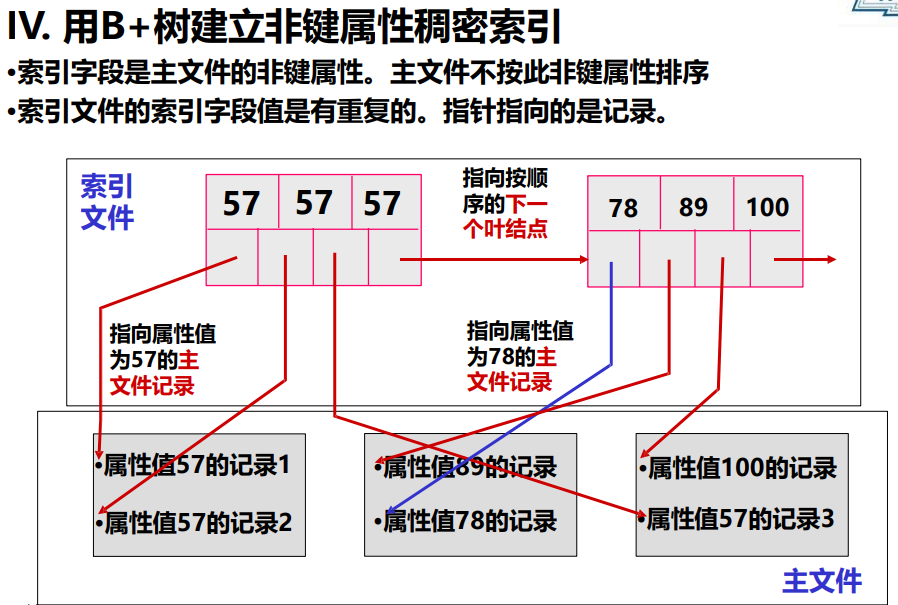 IV. 用B+树建立非键属性稠密索引
•索引字段是主文件的非键属性。主文件不按此非键属性排序
•索引文件的索引字段值是有重复的。指针指向的是记录。
索引
文件
57 57 57
指向按顺
序的下一
个叶结点
78 89 100
指向属性值
为57的主
文件记录
指向属性值
为78的主
文件记录
•属性值57的记录1
•属性值57的记录2
•属性值89的记录
•属性值78的记录
•属性值100的记录
•属性值57的记录3
主文件